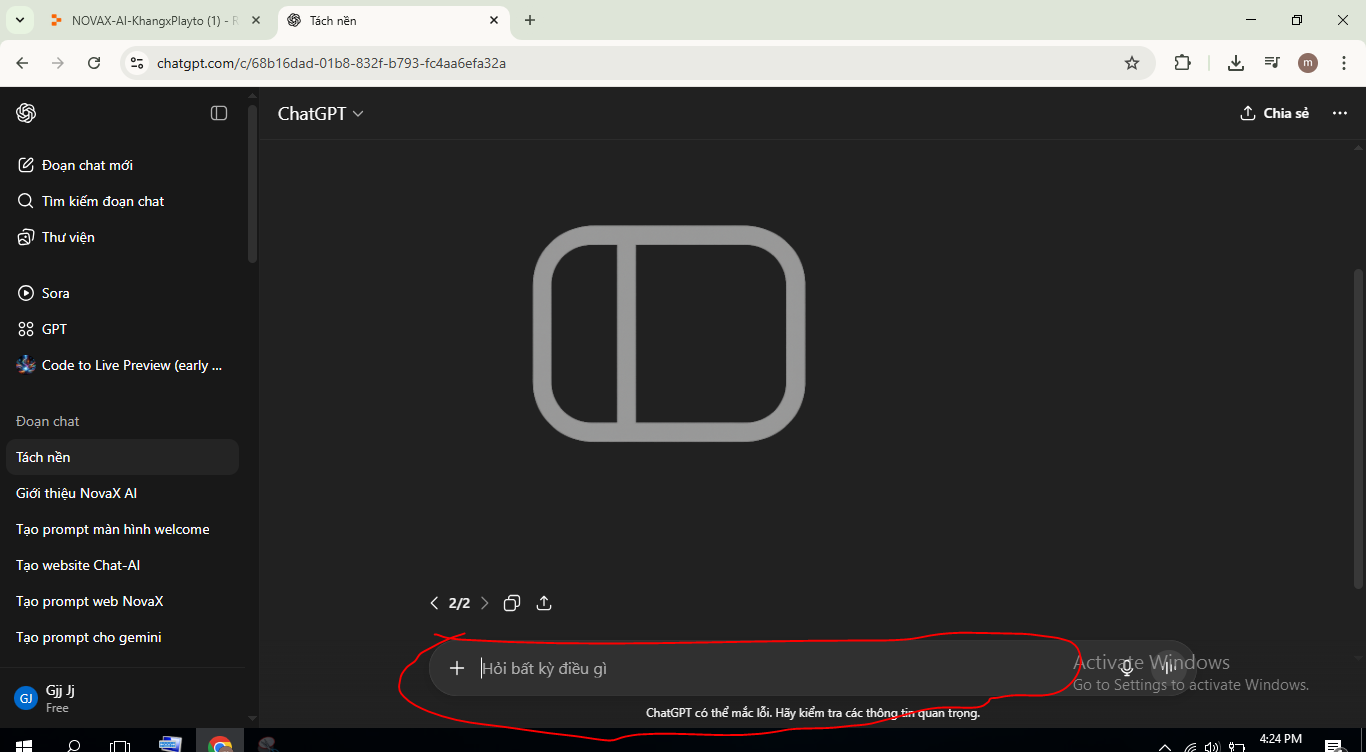 NOVAX-AI-KhangxPlayto (1) - R
Tách nền
chatgpt.com/c/68b16dad-01b8-832f-b793-fc4aa6efa32a
m
ChatGPT
Chia sẻ
Đoạn chat mới
Tìm kiếm đoạn chat
Thư viện
Sora
GPT
Code to Live Preview (early ...
Đoạn chat
Tách nền
Giới thiệu NovaX AI
Tạo prompt màn hình welcome
Tạo website Chat-AI
Tạo prompt web NovaX
Tạo prompt cho gemini
GJ
Gjj Jj
Free
2/2
Hỏi bất kỳ điều gì
Activate Windows
Go to Settings to activate Windows.
ChatGPT có thể mắc lỗi. Hãy kiểm tra các thông tin quan trọng.
4:24 PM